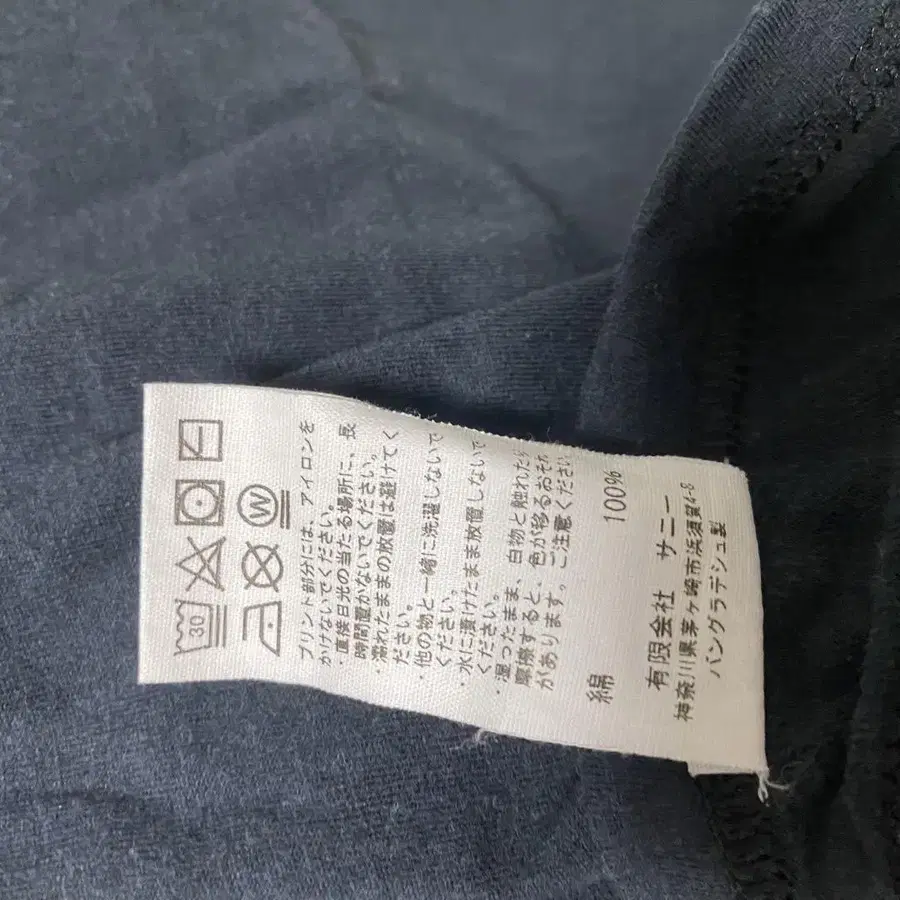 30
W
プリント部分には、アイロンを
かけないでください。
・直接日光の当たる場所に、長
時間置かないでください。
濡れたままの放置は避けてく
ださい。
他の物と一緒に洗濯しないで
ください。
・水に漬けたまま放置しないで
ください。
・湿ったまま、白物と触れたり
摩擦すると、色が移るおそれ
があります。ご注意ください
綿 100%
有限会社 サニー
神奈川県茅ヶ崎市浜須賀4-8
バングラデシュ製